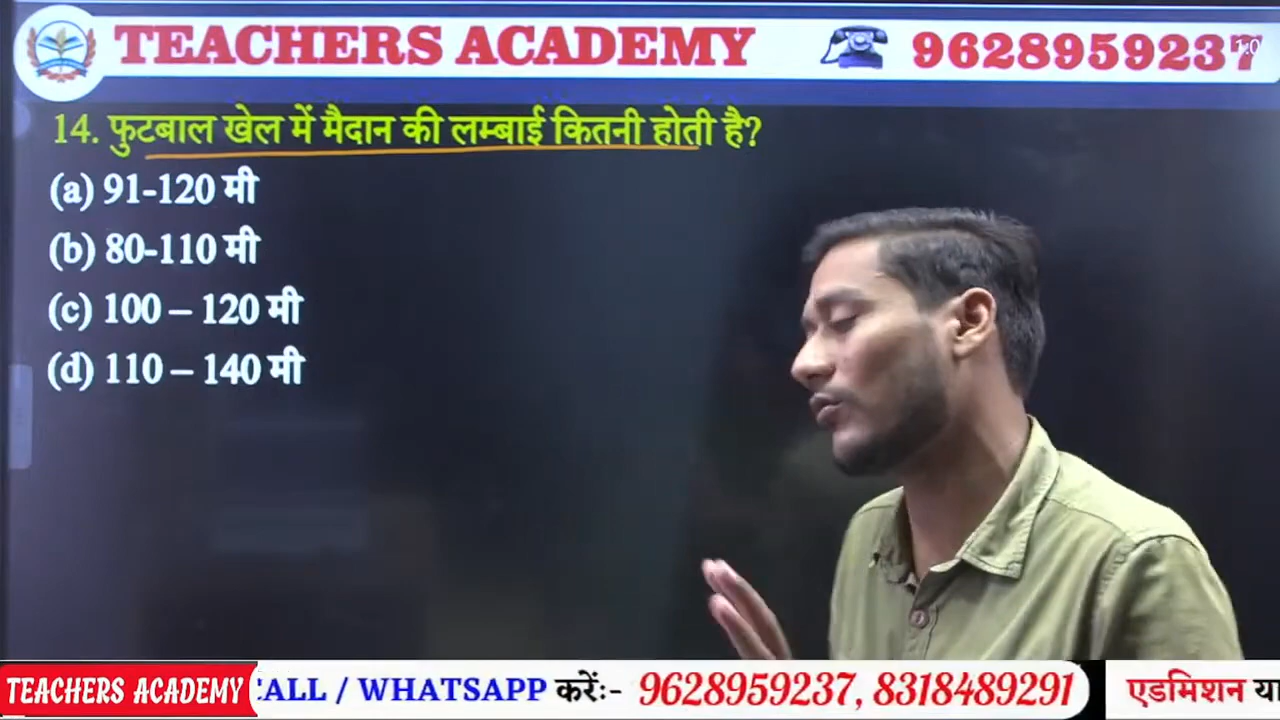 TEACHERS ACADEMY
9628959237
14. फुटबाल खेल में मैदान की लम्बाई कितनी होती है?
(a) 91-120 मी
(b) 80-110 मी
(c) 100 – 120 मी
(d) 110 – 140 मी
TEACHERS ACADEMY
CALL / WHATSAPP करेंः- 9628959237, 8318489291
एडमिशन